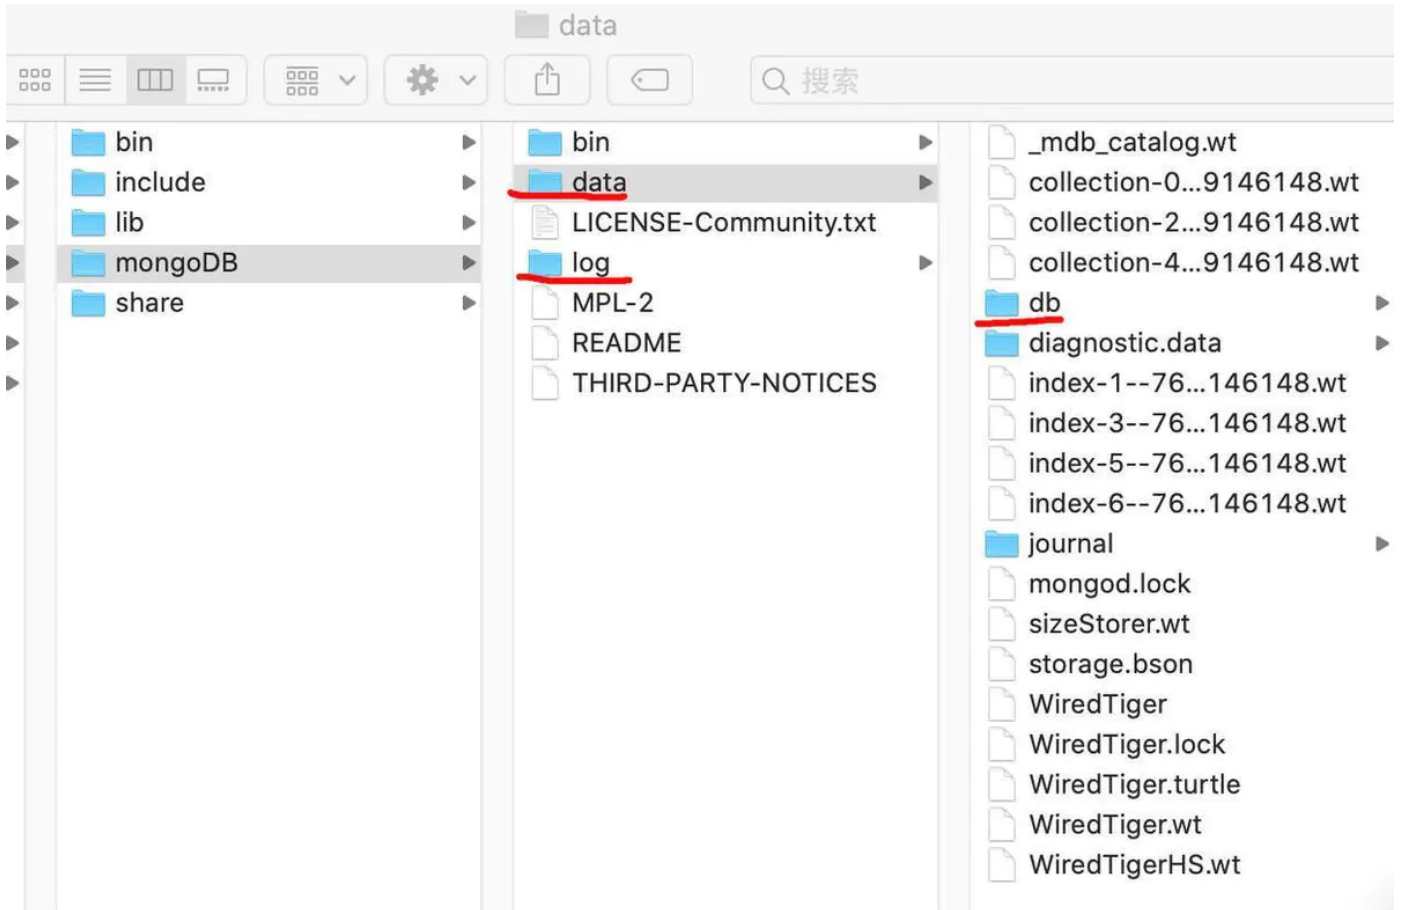 data
搜索
bin
include
lib
mongoDB
share
bin
data
LICENSE-Community.txt
log
MPL-2
README
THIRD-PARTY-NOTICES
_mdb_catalog.wt
collection-0...9146148.wt
collection-2...9146148.wt
collection-4...9146148.wt
db
diagnostic.data
index-1--76...146148.wt
index-3--76...146148.wt
index-5--76...146148.wt
index-6--76...146148.wt
journal
mongod.lock
sizeStorer.wt
storage.bson
WiredTiger
WiredTiger.lock
WiredTiger.turtle
WiredTiger.wt
WiredTigerHS.wt